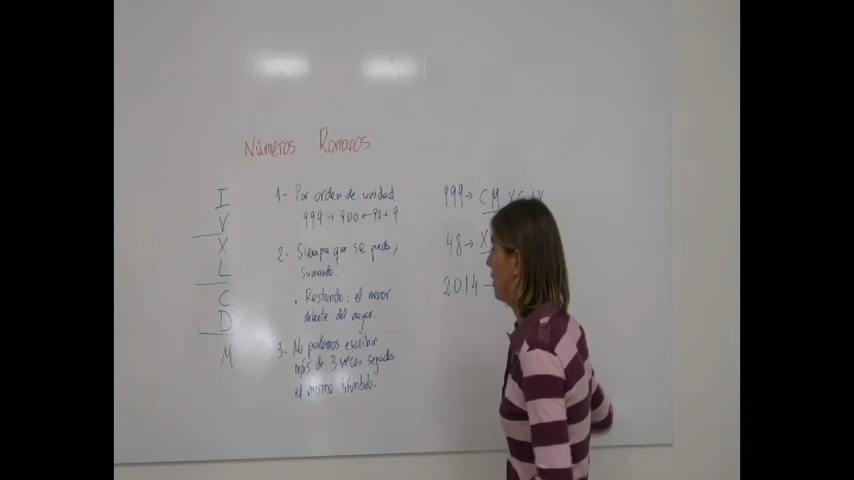 Números Romanos
I
V
X
L
C
D
M
1- Por orden de unidad
999 → 900 + 90 + 9
2- Siempre que se pueda,
sumando.
• Restando: el menor
delante del mayor.
3- No podemos escribir
más de 3 veces seguidas
el mismo símbolo.
999 → CM XC IX
48 → X
2014 →